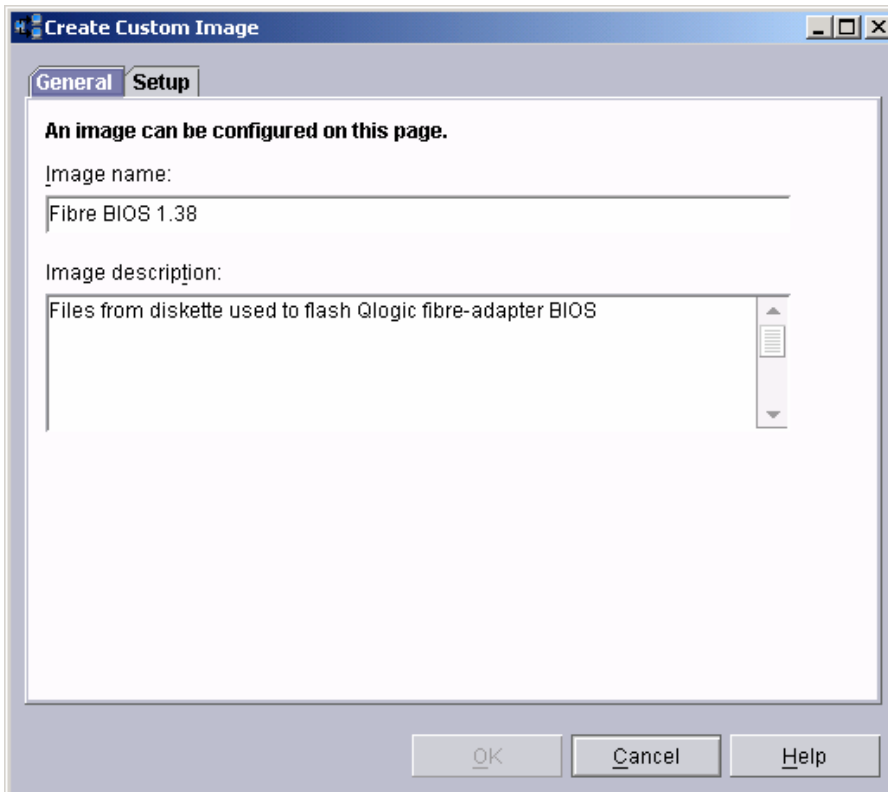 Create Custom Image
General Setup
An image can be configured on this page.
Image name:
Fibre BIOS 1.38
Image description:
Files from diskette used to flash Qlogic fibre-adapter BIOS
OK Cancel Help